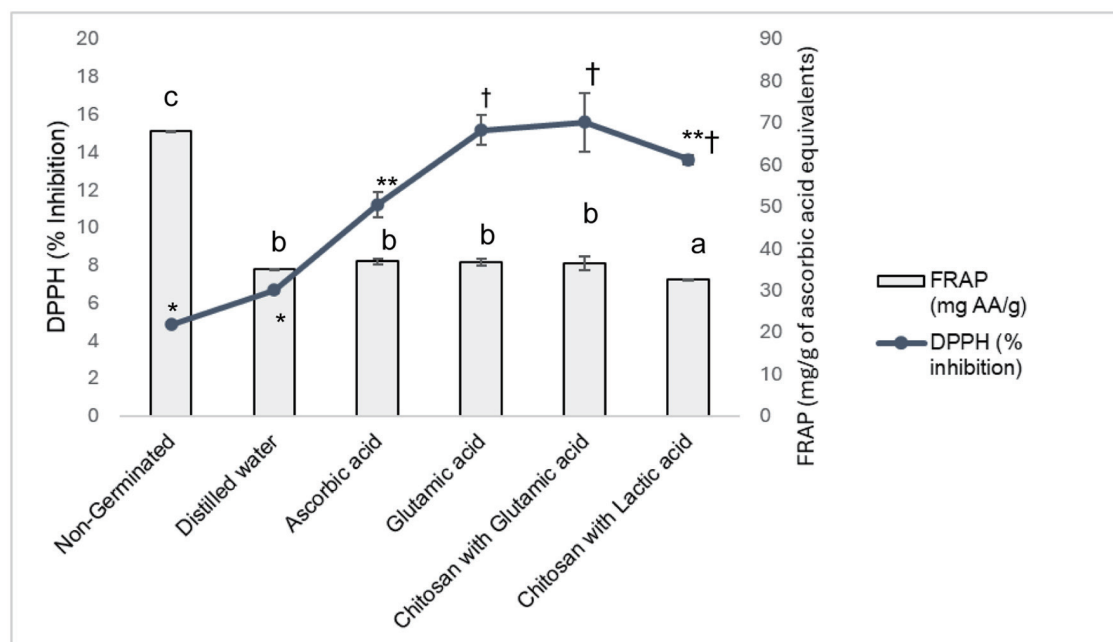 DPPH (% Inhibition)
20
18
16
14
12
10
8
6
4
2
0
c
b
b
b
b
a
*
*
**
†
†
**†
90
80
70
60
50
40
30
20
10
0
FRAP (mg/g of ascorbic acid equivalents)
Non-Germinated
Distilled water
Ascorbic acid
Glutamic acid
Chitosan with Glutamic acid
Chitosan with Lactic acid
FRAP
(mg AA/g)
DPPH (%
inhibition)